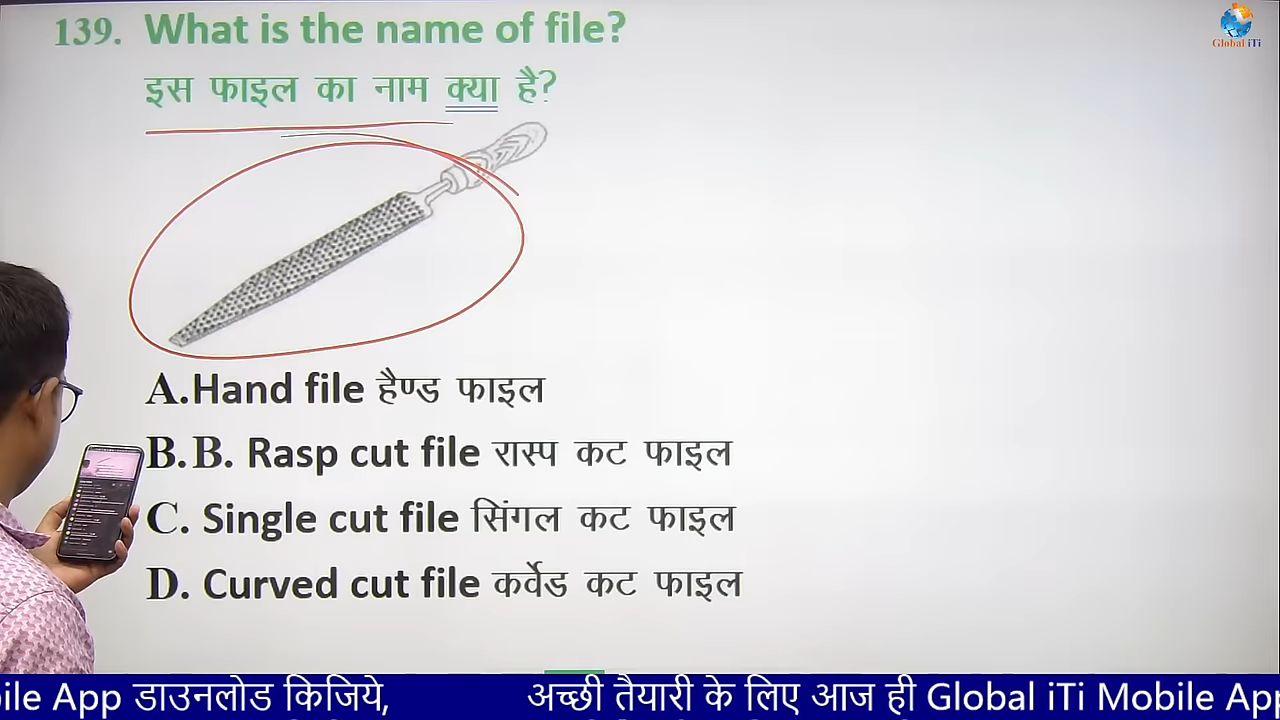 139. What is the name of file?
Global iTi
इस फाइल का नाम क्या है?
A.Hand file हैण्ड फाइल
B.B. Rasp cut file रास्प कट फाइल
C. Single cut file सिंगल कट फाइल
D. Curved cut file कर्वेड कट फाइल
ile App डाउनलोड किजिये, अच्छी तैयारी के लिए आज ही Global iTi Mobile App